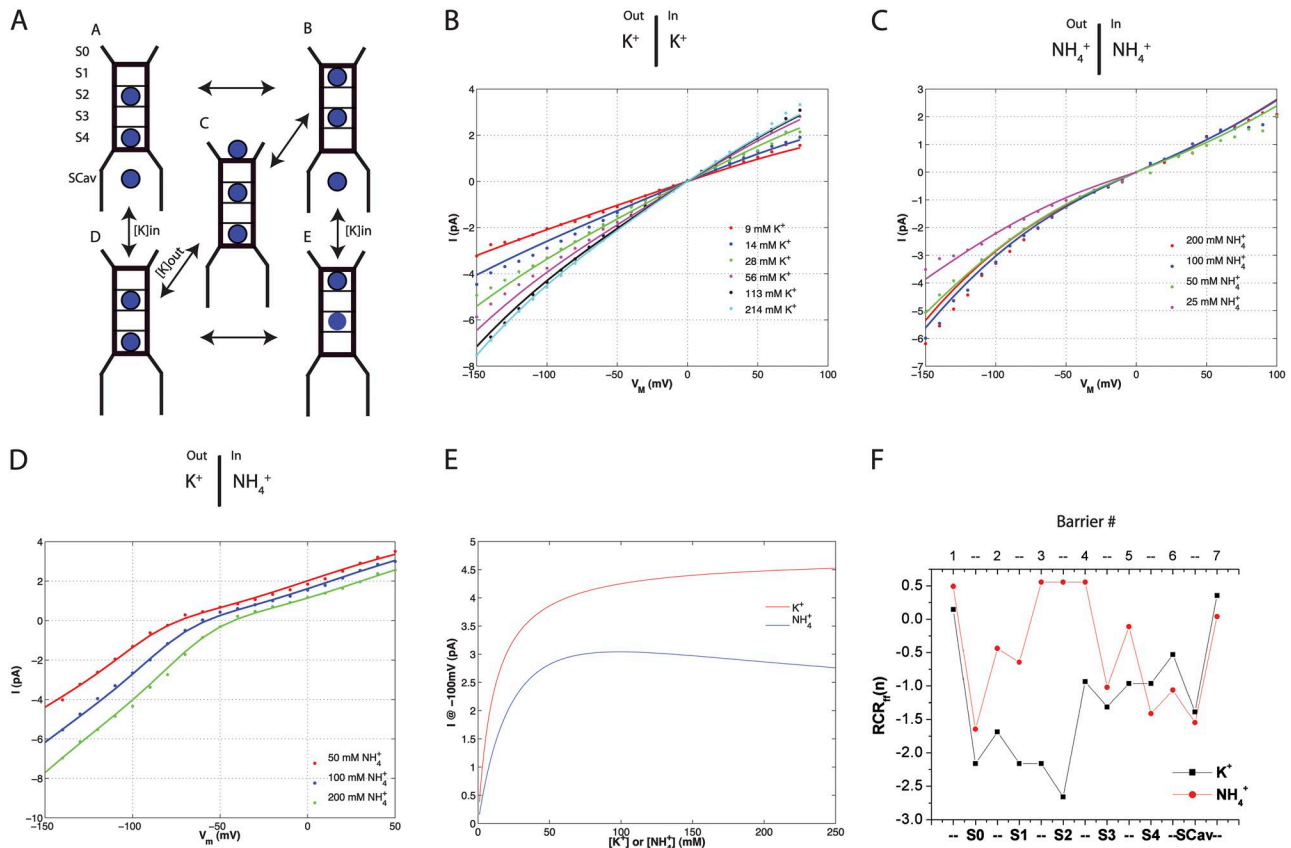 A
A
S0
S1
S2
S3
S4
SCav
B
C
[K]in
D
[K]out
E
[K]in
B
Out In
K+ K+
I (pA)
4
2
0
−2
−4
−6
−8
9 mM K+
14 mM K+
28 mM K+
56 mM K+
113 mM K+
214 mM K+
−150 −100 −50 0 50 100
V_M (mV)
C
Out In
NH4+ NH4+
I (pA)
3
2
1
0
−1
−2
−3
−4
−5
−6
−7
200 mM NH4+
100 mM NH4+
50 mM NH4+
25 mM NH4+
−150 −100 −50 0 50 100
V_M (mV)
D
Out In
K+ NH4+
I (pA)
4
2
0
−2
−4
−6
−8
−10
50 mM NH4+
100 mM NH4+
200 mM NH4+
−150 −100 −50 0 50
V_m (mV)
E
I @ −100mV (pA)
5
4.5
4
3.5
3
2.5
2
1.5
1
0.5
0
K+
NH4+
0 50 100 150 200 250
[K+] or [NH4+] (mM)
F
Barrier #
1 -- 2 -- 3 -- 4 -- 5 -- 6 -- 7
RCR_ff(n)
0.5
0.0
-0.5
-1.0
-1.5
-2.0
-2.5
-3.0
K+
NH4+
-- S0 -- S1 -- S2 -- S3 -- S4 --SCav--